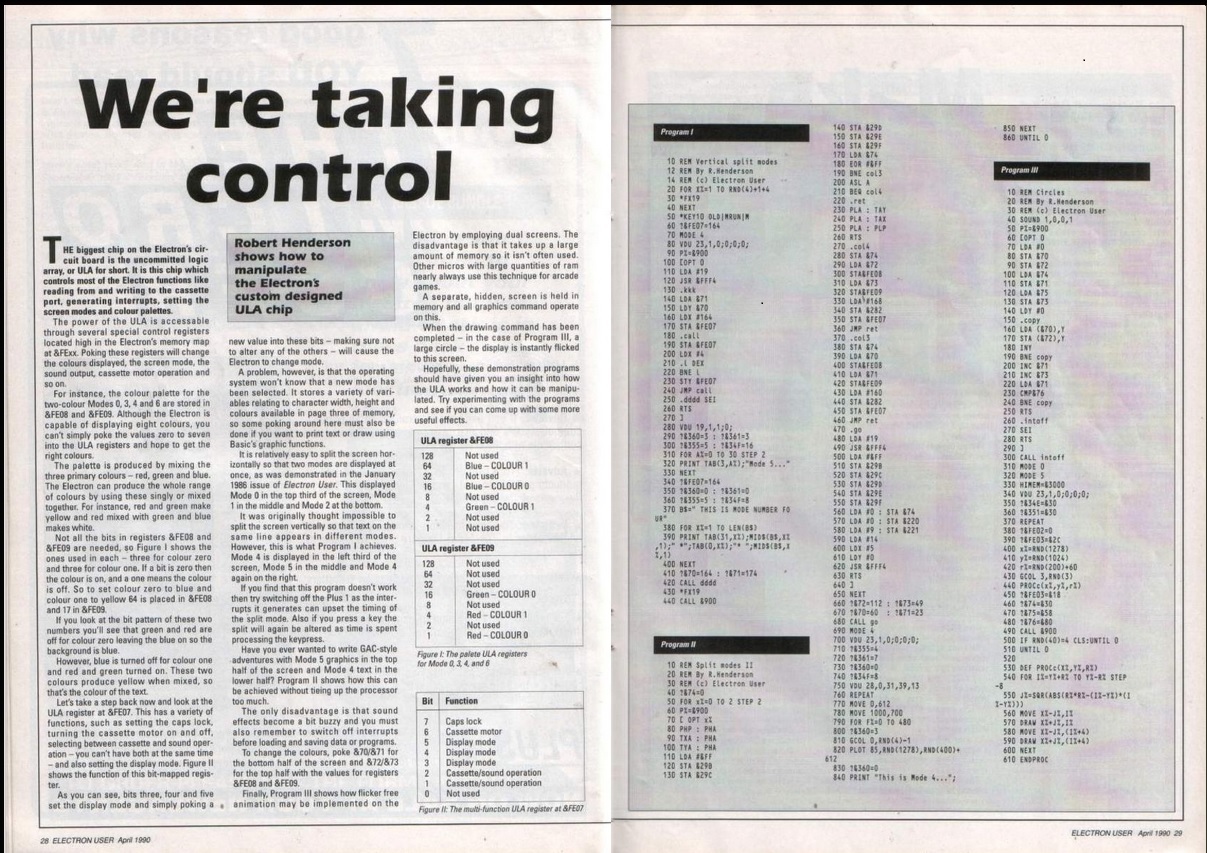 We're taking
control
THE biggest chip on the Electron's cir-
cuit board is the uncommitted logic
array, or ULA for short. It is this chip which
controls most of the Electron functions like
reading from and writing to the cassette
port, generating interrupts, setting the
screen modes and colour palettes.
The power of the ULA is accessable
through several special control registers
located high in the Electron's memory map
at &FExx. Poking these registers will change
the colours displayed, the screen mode, the
sound output, cassette motor operation and
so on.
For instance, the colour palette for the
two-colour Modes 0, 3, 4 and 6 are stored in
&FE08 and &FE09. Although the Electron is
capable of displaying eight colours, you
can't simply poke the values zero to seven
into the ULA registers and hope to get the
right colours.
The palette is produced by mixing the
three primary colours – red, green and blue.
The Electron can produce the whole range
of colours by using these singly or mixed
together. For instance, red and green make
yellow and red mixed with green and blue
makes white.
Not all the bits in registers &FE08 and
&FE09 are needed, so Figure I shows the
ones used in each – three for colour zero
and three for colour one. If a bit is zero then
the colour is on, and a one means the colour
is off. So to set colour zero to blue and
colour one to yellow 64 is placed in &FE08
and 17 in &FE09.
If you look at the bit pattern of these two
numbers you'll see that green and red are
off for colour zero leaving the blue on so the
background is blue.
However, blue is turned off for colour one
and red and green turned on. These two
colours produce yellow when mixed, so
that's the colour of the text.
Let's take a step back now and look at the
ULA register at &FE07. This has a variety of
functions, such as setting the caps lock,
turning the cassette motor on and off,
selecting between cassette and sound oper-
ation – you can't both at the same time
– and also setting the display mode. Figure II
shows the function of this bit-mapped regis-
ter.
As you can see, bits three, four and five
set the display mode and simply poking a
Robert Henderson
shows how to
manipulate
the Electron's
custom designed
ULA chip
new value into these bits – making sure not
to alter any of the others – will cause the
Electron to change mode.
A problem, however, is that the operating
system won't know that a new mode has
been selected. It stores a variety of vari-
ables relating to character width, height and
colours available in page three of memory,
so some poking around here must also be
done if you want to print text or draw using
Basic's graphic functions.
It is relatively easy to split the screen hor-
izontally so that two modes are displayed at
once, as was demonstrated in the January
1986 issue of Electron User. This displayed
Mode 0 in the top third of the screen, Mode
1 in the middle and Mode 2 at the bottom.
It was originally thought impossible to
split the screen vertically so that text on the
same line appears in different modes.
However, this is what Program I achieves.
Mode 4 is displayed in the left third of the
screen, Mode 5 in the middle and Mode 4
again on the right.
If you find that this program doesn't work
then try switching off the Plus 1 as the inter-
rupts it generates can upset the timing of
the split mode. Also if you press a key the
split will again be altered as time is spent
processing the keypress.
Have you ever wanted to write GAC-style
adventures with Mode 5 graphics in the top
half of the screen and Mode 4 text in the
lower half? Program II shows how this can
be achieved without tieing up the processor
too much.
The only disadvantage is that sound
effects become a bit buzzy and you must
also remember to switch off interrupts
before loading and saving data or programs.
To change the colours, poke &70/&71 for
the bottom half of the screen and &72/&73
for the top half with the values for registers
&FE08 and &FE09.
Finally, Program III shows how flicker free
animation may be implemented on the
Electron by employing dual screens. The
disadvantage is that it takes up a large
amount of memory so it isn't often used.
Other micros with large quantities of ram
nearly always use this technique for arcade
games.
A separate, hidden, screen is held in
memory and all graphics command operate
on this.
When the drawing command has been
completed – in the case of Program III, a
large circle – the display is instantly flicked
to this screen.
Hopefully, these demonstration programs
should have given you an insight into how
the ULA works and how it can be manipu-
lated. Try experimenting with the programs
and see if you can come up with some more
useful effects.
ULA register &FE08
128 Not used
64 Blue – COLOUR 1
32 Not used
16 Blue – COLOUR 0
8 Not used
4 Green – COLOUR 1
2 Not used
1 Not used
ULA register &FE09
128 Not used
64 Not used
32 Not used
16 Green – COLOUR 0
8 Not used
4 Red – COLOUR 1
2 Not used
1 Red – COLOUR 0
Figure I: The palete ULA registers
for Mode 0, 3, 4, and 6
Bit Function
7 Caps lock
6 Cassette motor
5 Display mode
4 Display mode
3 Display mode
2 Cassette/sound operation
1 Cassette/sound operation
0 Not used
Figure II: The multi-function ULA register at &FE07
28 ELECTRON USER April 1990
Program I
10 REM Vertical split modes
12 REM By R.Henderson
14 REM (c) Electron User
20 FOR X%=1 TO RND(4)+1+4
30 *FX19
40 NEXT
50 *KEY10 OLD|MRUN|M
60 ?&FE07=164
70 MODE 4
80 VDU 23,1,0;0;0;0;
90 P%=&900
100 [OPT 0
110 LDA #19
120 JSR &FFF4
130 .kkk
140 LDA &71
150 LDY &70
160 LDX #164
170 STA &FE07
180 .call
190 STA &FE07
200 LDX #4
210 .l DEX
220 BNE l
230 STY &FE07
240 JMP call
250 .dddd SEI
260 RTS
270 ]
280 VDU 19,1,1;0;
290 ?&360=3 : ?&361=3
300 ?&355=5 : ?&34F=16
310 FOR A%=0 TO 30 STEP 2
320 PRINT TAB(3,A%);"Mode 5..."
330 NEXT
340 ?&FE07=164
350 ?&360=0 : ?&361=0
360 ?&355=5 : ?&34F=8
370 B$=" THIS IS MODE NUMBER FO
UR"
380 FOR X%=1 TO LEN(B$)
390 PRINT TAB(31,X%);MID$(B$,X%
,1);" *";TAB(0,X%);"* ";MID$(B$,X
%,1)
400 NEXT
410 ?&70=164 : ?&71=174
420 CALL dddd
430 *FX19
440 CALL &900
Program II
10 REM Split modes II
20 REM By R.Henderson
30 REM (c) Electron User
40 ?&74=0
50 FOR x%=0 TO 2 STEP 2
60 P%=&900
70 [ OPT x%
80 PHP : PHA
90 TXA : PHA
100 TYA : PHA
110 LDA #&FF
120 STA &29B
130 STA &29C
140 STA &29D
150 STA &29E
160 STA &29F
170 LDA &74
180 EOR #&FF
190 BNE col3
200 ASL A
210 BEQ col4
220 .ret
230 PLA : TAY
240 PLA : TAX
250 PLA : PLP
260 RTS
270 .col4
280 STA &74
290 LDA &72
300 STA&FE08
310 LDA &73
320 STA&FE09
330 LDA #168
340 STA &282
350 STA &FE07
360 JMP ret
370 .col3
380 STA &74
390 LDA &70
400 STA&FE08
410 LDA &71
420 STA&FE09
430 LDA #160
440 STA &282
450 STA &FE07
460 JMP ret
470 .go
480 LDA #19
490 JSR &FFF4
500 LDA #&FF
510 STA &29B
520 STA &29C
530 STA &29D
540 STA &29E
550 STA &29F
560 LDA #0 : STA &74
570 LDA #0 : STA &220
580 LDA #9 : STA &221
590 LDA #14
600 LDX #5
610 LDY #0
620 JSR &FFF4
630 RTS
640 ]
650 NEXT
660 ?&72=112 : ?&73=49
670 ?&70=60 : ?&71=23
680 CALL go
690 MODE 4
700 VDU 23,1,0;0;0;0;
710 ?&355=4
720 ?&361=7
730 ?&360=0
740 ?&34F=8
750 VDU 28,0,31,39,13
760 REPEAT
770 MOVE 0,612
780 MOVE 1000,700
790 FOR F%=0 TO 480
800 ?&360=3
810 GCOL 0,RND(4)-1
820 PLOT 85,RND(1278),RND(400)+
612
830 ?&360=0
840 PRINT "This is Mode 4...";
850 NEXT
860 UNTIL 0
Program III
10 REM Circles
20 REM By R.Henderson
30 REM (c) Electron User
40 SOUND 1,0,0,1
50 P%=&900
60 [OPT 0
70 LDA #0
80 STA &70
90 STA &72
100 LDA &74
110 STA &71
120 LDA &75
130 STA &73
140 LDY #0
150 .copy
160 LDA (&70),Y
170 STA (&72),Y
180 INY
190 BNE copy
200 INC &71
210 INC &73
220 LDA &71
230 CMP&76
240 BNE copy
250 RTS
260 .intoff
270 SEI
280 RTS
290 ]
300 CALL intoff
310 MODE 0
320 MODE 5
330 HIMEM=&3000
340 VDU 23,1,0;0;0;0;
350 ?&34E=&30
360 ?&351=&30
370 REPEAT
380 ?&FE02=0
390 ?&FE03=&2C
400 x%=RND(1278)
410 y%=RND(1024)
420 r%=RND(200)+60
430 GCOL 3,RND(3)
440 PROCc(x%,y%,r%)
450 ?&FE03=&18
460 ?&74=&30
470 ?&75=&58
480 ?&76=&80
490 CALL &900
500 IF RND(40)=4 CLS:UNTIL 0
510 UNTIL 0
520
530 DEF PROCc(X%,Y%,R%)
540 FOR I%=Y%+R% TO Y%-R% STEP
-8
550 J%=SQR(ABS(R%*R%-(I%-Y%)*(I
%-Y%)))
560 MOVE X%-J%,I%
570 DRAW X%+J%,I%
580 MOVE X%-J%,(I%+4)
590 DRAW X%+J%,(I%+4)
600 NEXT
610 ENDPROC
ELECTRON USER April 1990 29